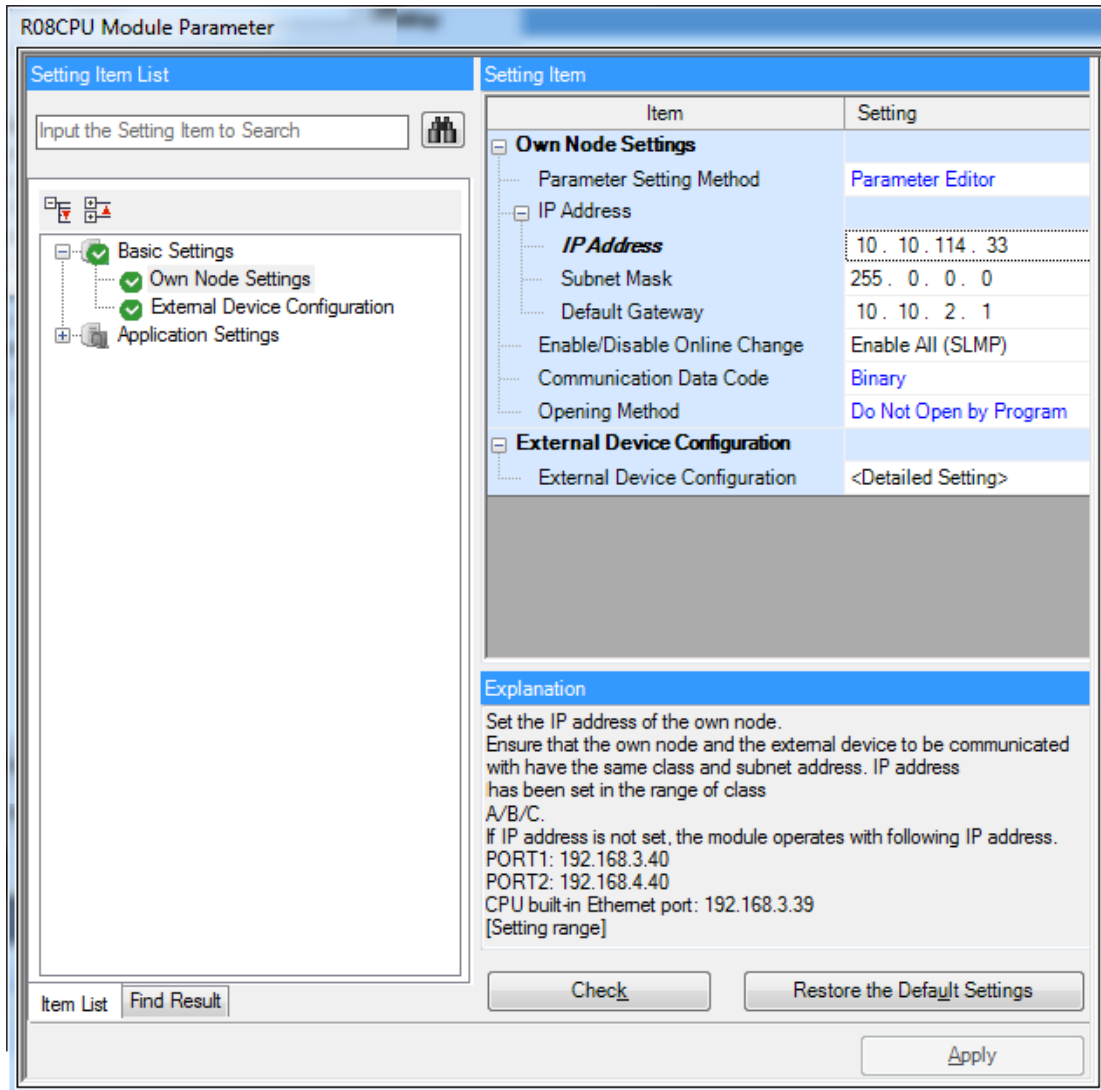 R08CPU Module Parameter
Setting Item List
Input the Setting Item to Search
Basic Settings
Own Node Settings
External Device Configuration
Application Settings
Item List
Find Result
Setting Item
Item Setting
Own Node Settings
Parameter Setting Method Parameter Editor
IP Address
IP Address 10 . 10 . 114 . 33
Subnet Mask 255 . 0 . 0 . 0
Default Gateway 10 . 10 . 2 . 1
Enable/Disable Online Change Enable All (SLMP)
Communication Data Code Binary
Opening Method Do Not Open by Program
External Device Configuration
External Device Configuration <Detailed Setting>
Explanation
Set the IP address of the own node.
Ensure that the own node and the external device to be communicated
with have the same class and subnet address. IP address
has been set in the range of class
A/B/C.
If IP address is not set, the module operates with following IP address.
PORT1: 192.168.3.40
PORT2: 192.168.4.40
CPU built-in Ethernet port: 192.168.3.39
[Setting range]
Check
Restore the Default Settings
Apply